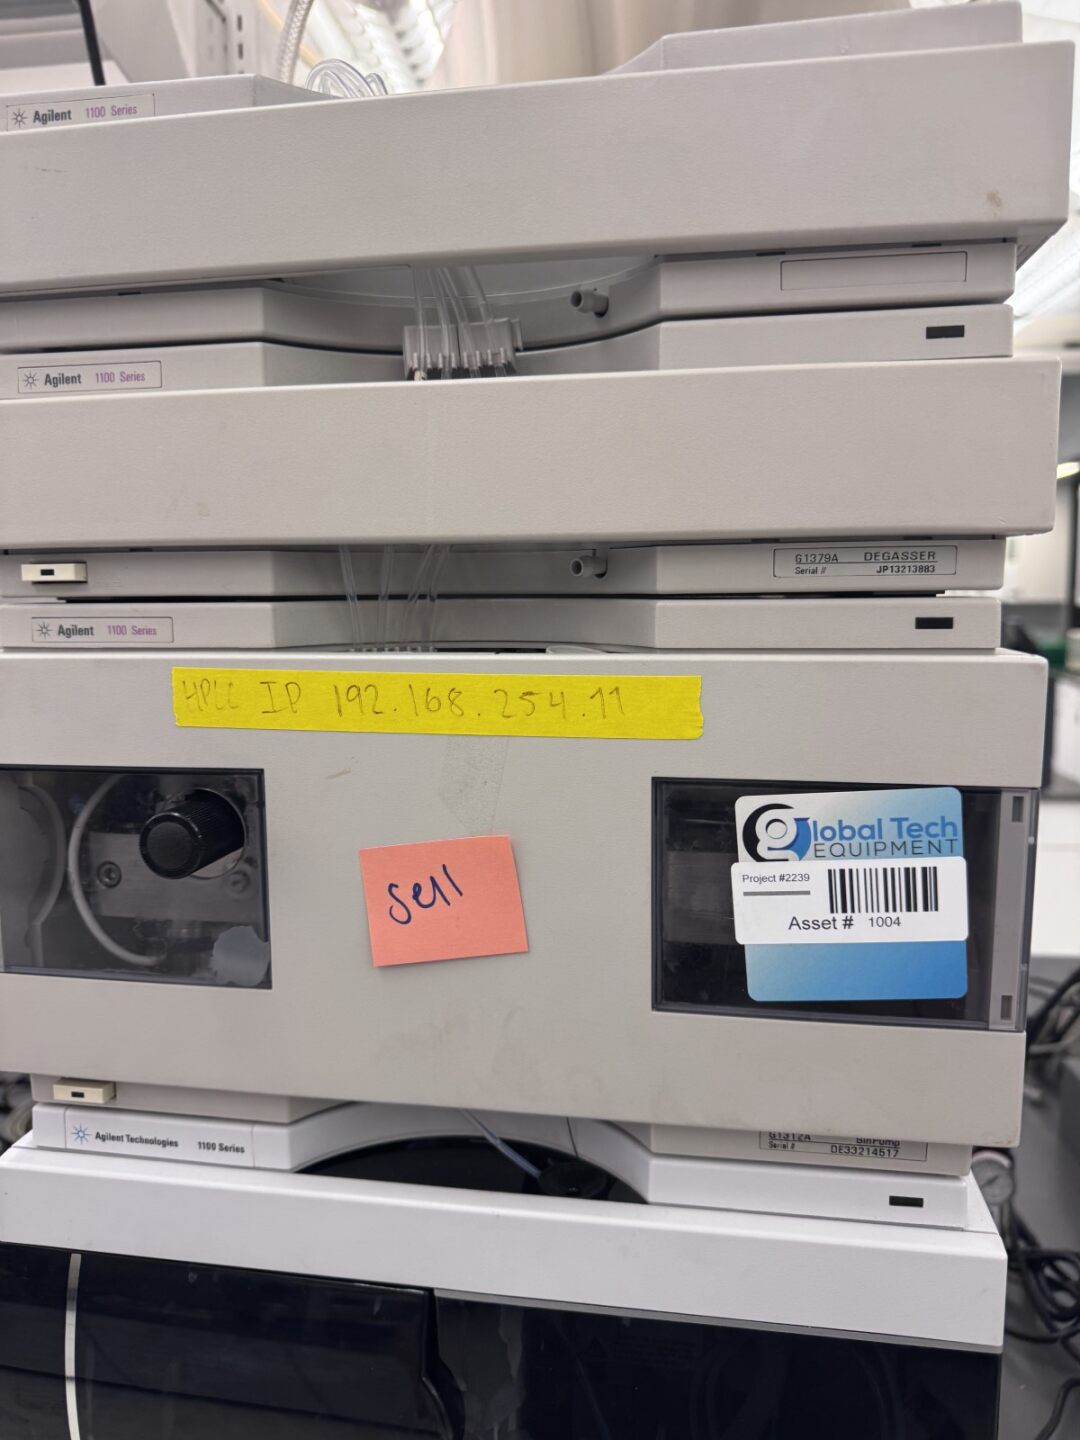 Agilent 1100 Series
Agilent 1100 Series
G1379A DEGASSER
Serial # JP13213883
Agilent 1100 Series
HPLC IP 192.168.254.11
sell
global Tech
EQUIPMENT
Project #2239
Asset # 1004
Agilent Technologies 1100 Series
G1312A BinPump
Serial # DE33214517